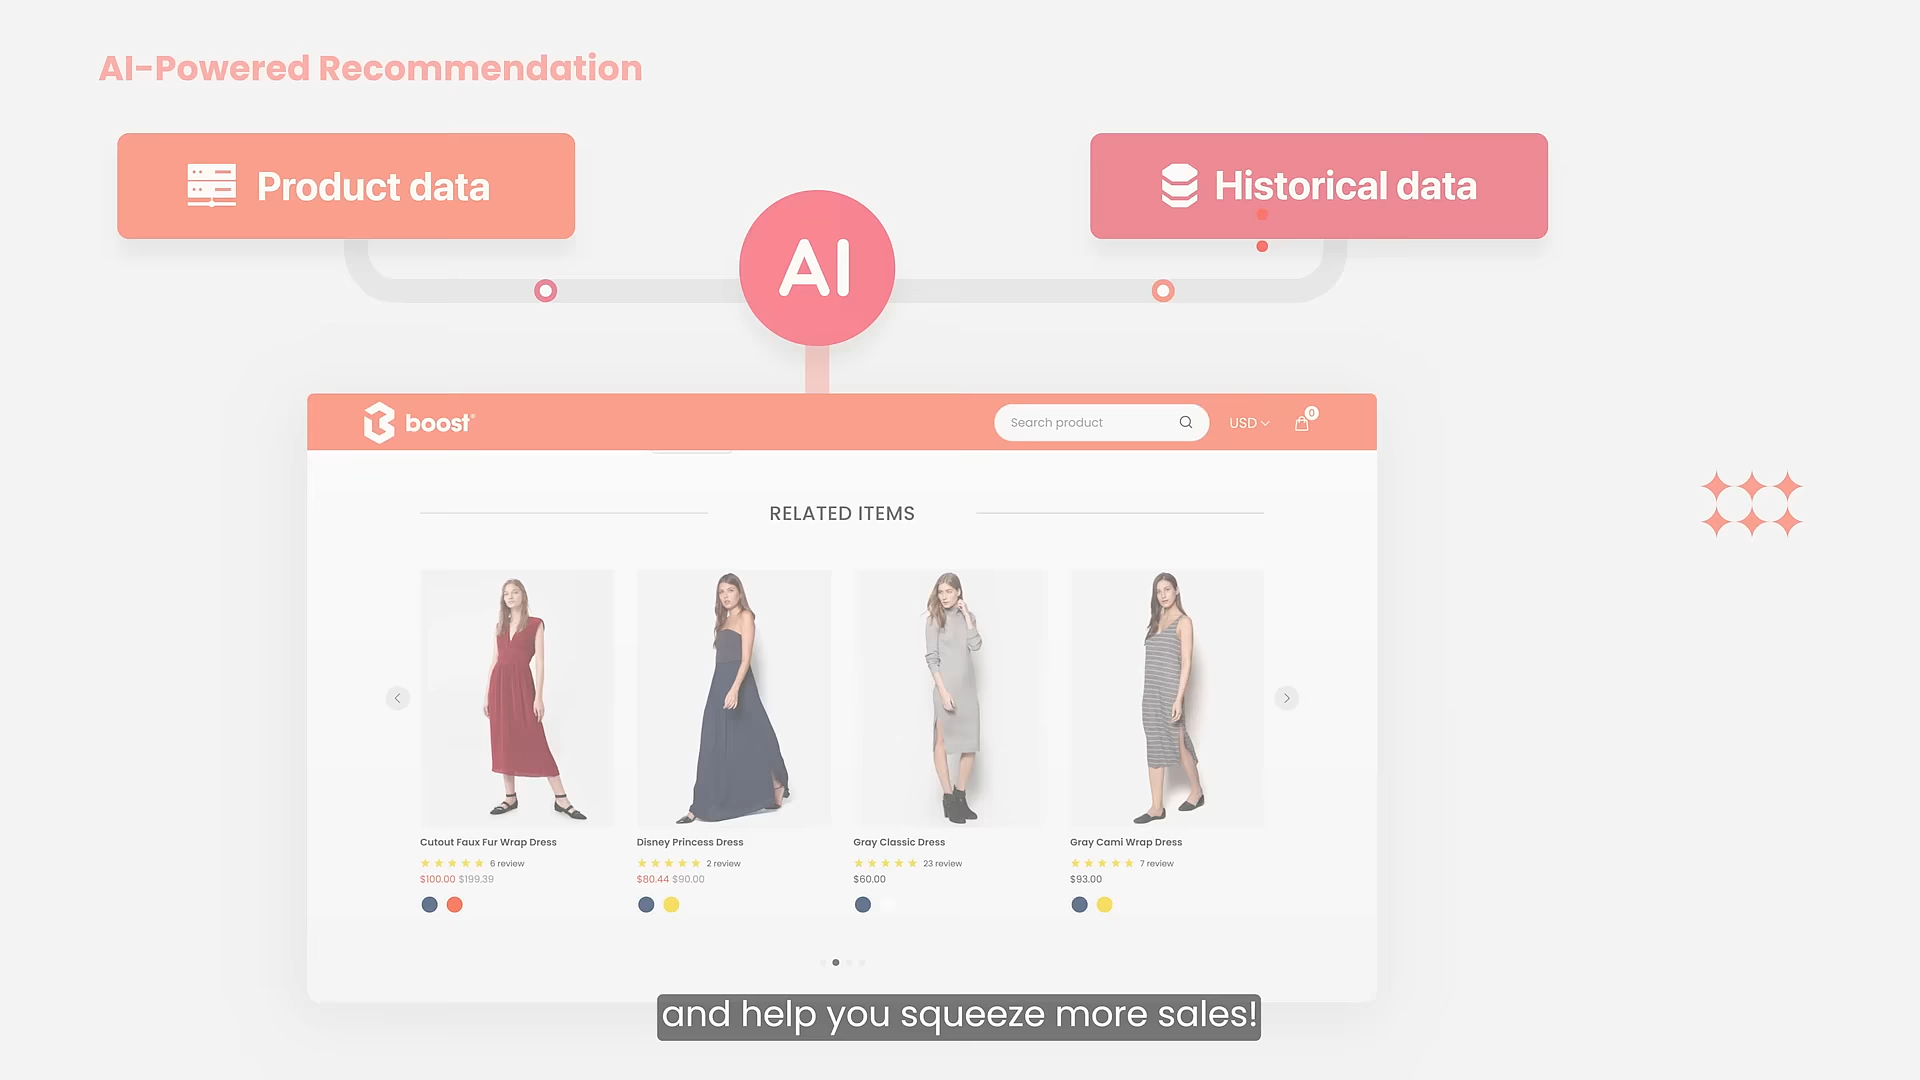 AI-Powered Recommendation
Product data
Historical data
AI
boost
Search product
USD
0
RELATED ITEMS
Cutout Faux Fur Wrap Dress
6 review
$100.00 $199.39
Disney Princess Dress
2 review
$80.44 $90.00
Gray Classic Dress
23 review
$60.00
Gray Cami Wrap Dress
7 review
$93.00
and help you squeeze more sales!